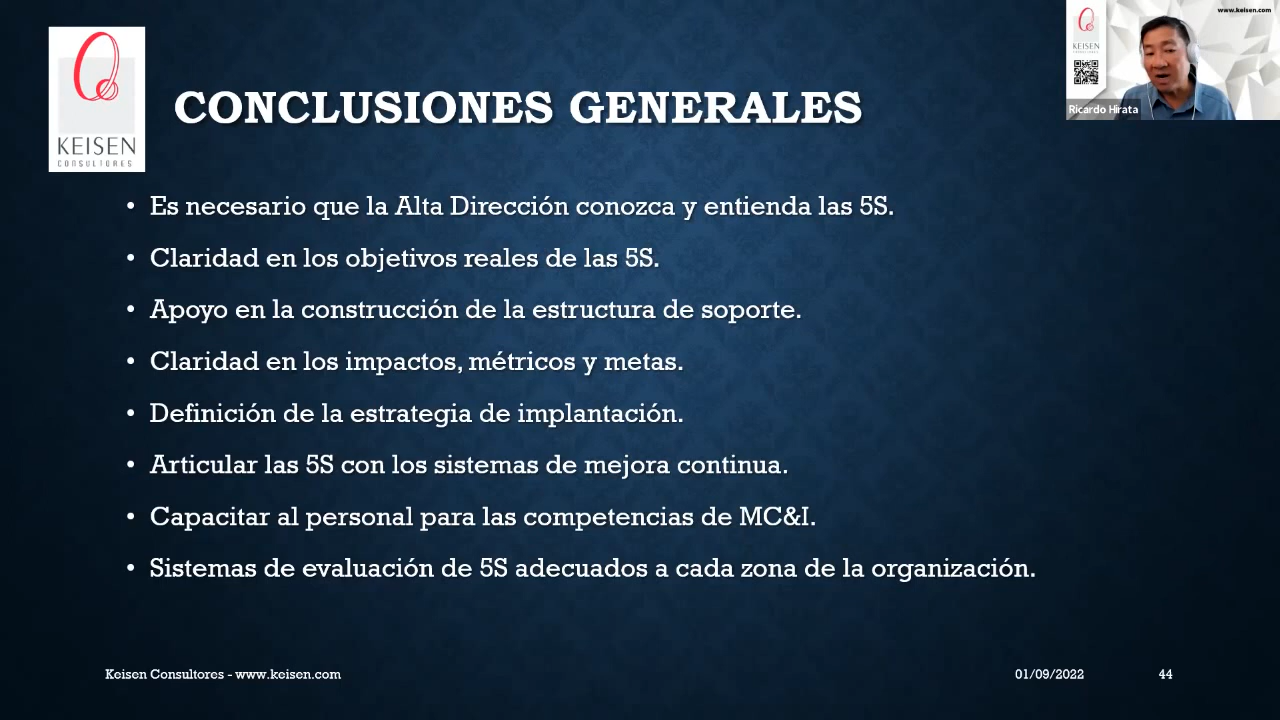 www.keisen.com
KEISEN
CONSULTORES
Ricardo Hirata
KEISEN
CONSULTORES
CONCLUSIONES GENERALES
• Es necesario que la Alta Dirección conozca y entienda las 5S.
• Claridad en los objetivos reales de las 5S.
• Apoyo en la construcción de la estructura de soporte.
• Claridad en los impactos, métricos y metas.
• Definición de la estrategia de implantación.
• Articular las 5S con los sistemas de mejora continua.
• Capacitar al personal para las competencias de MC&I.
• Sistemas de evaluación de 5S adecuados a cada zona de la organización.
Keisen Consultores - www.keisen.com
01/09/2022
44